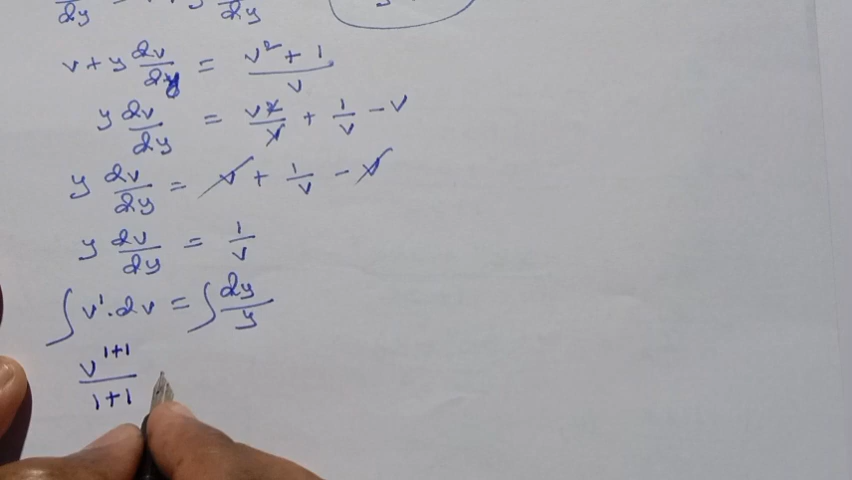 v + y dv/dy = v² + 1 / v
y dv/dy = v²/v + 1/v - v
y dv/dy = v + 1/v - v
y dv/dy = 1/v
∫ v¹ · dv = ∫ dy/y
v¹⁺¹ / 1+1